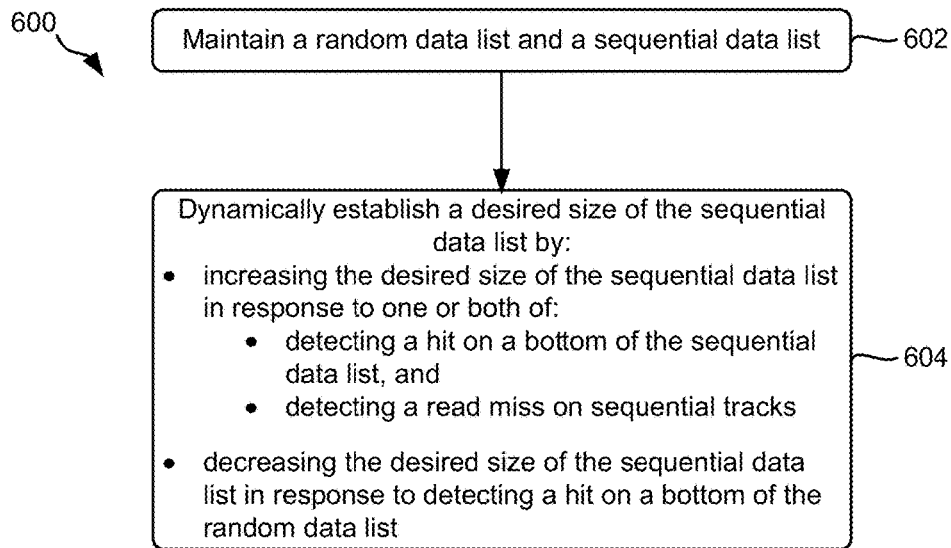 600
Maintain a random data list and a sequential data list
602
Dynamically establish a desired size of the sequential
data list by:
• increasing the desired size of the sequential data list
in response to one or both of:
• detecting a hit on a bottom of the sequential
data list, and
• detecting a read miss on sequential tracks
• decreasing the desired size of the sequential data
list in response to detecting a hit on a bottom of the
random data list
604